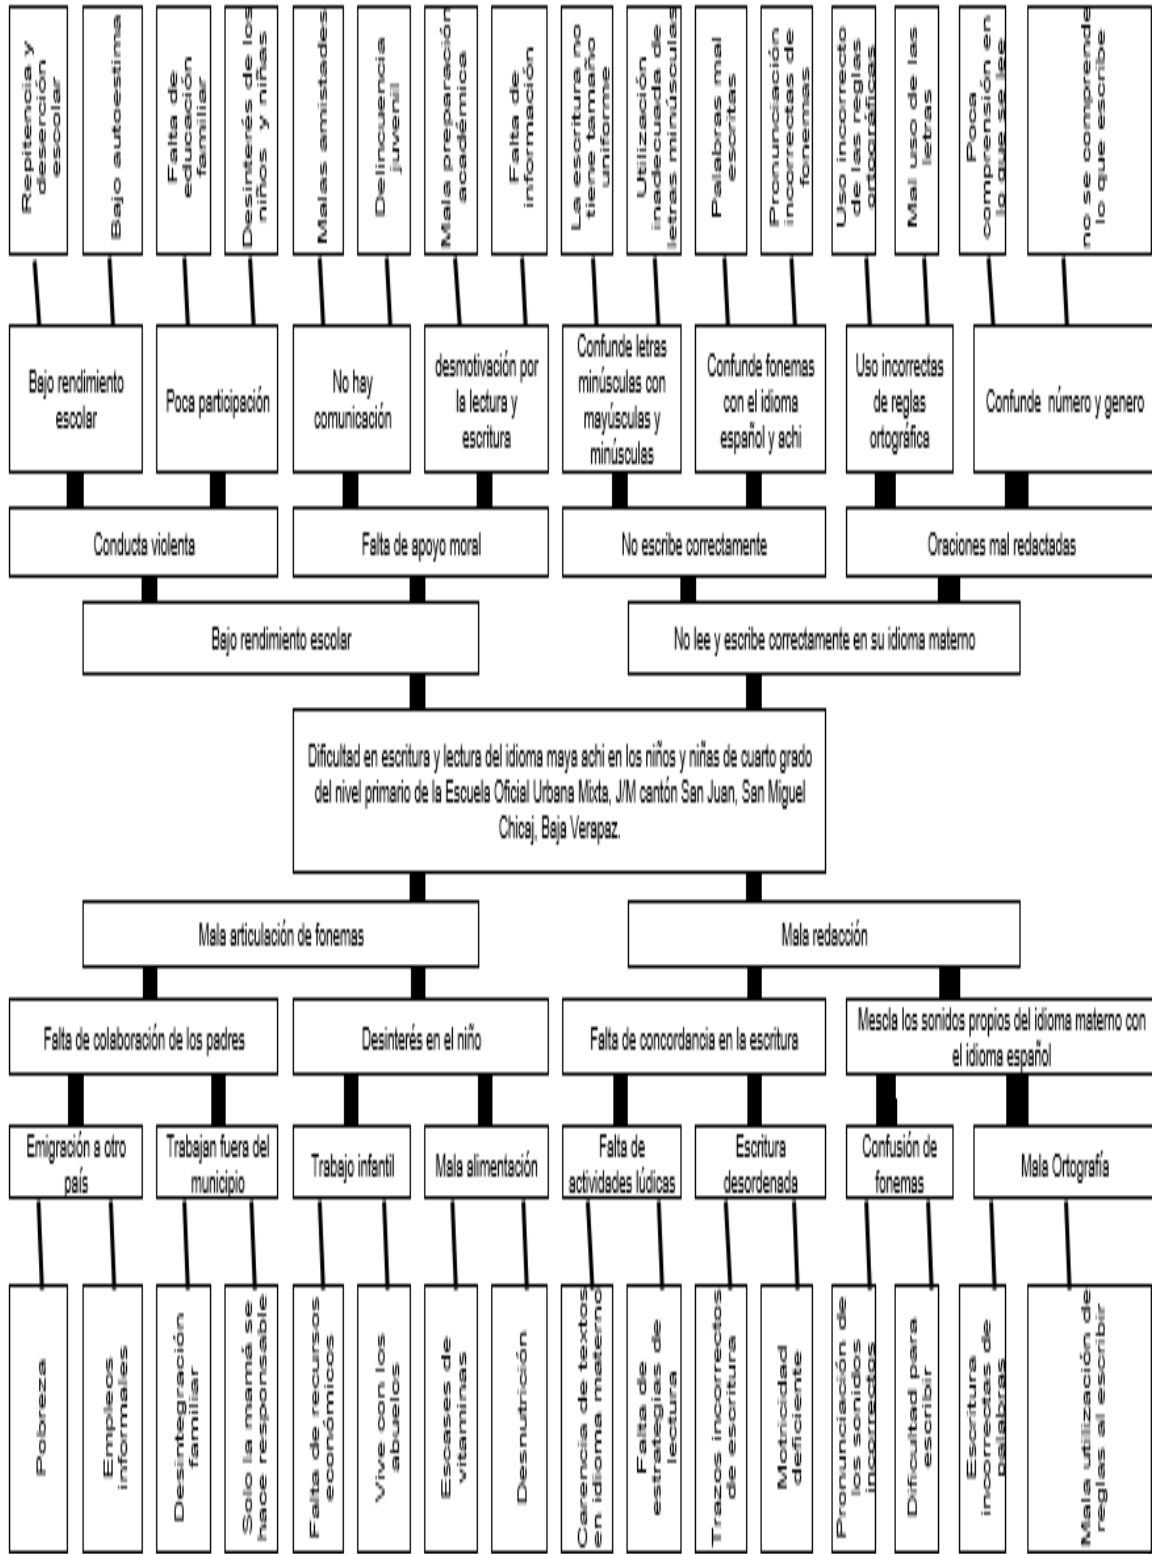 Repitencia y
deserción
escolar
Bajo autoestima
Falta de
educación
familiar
Desinterés de los
niños y niñas
Malas amistades
Delincuencia
juvenil
Mala preparación
académica
Falta de
información
La escritura no
tiene tamaño
uniforme
Utilización
inadecuada de
letras minúsculas
Palabras mal
escritas
Pronunciación
incorrectas de
fonemas
Uso incorrecto
de las reglas
ortográficas
Mal uso de las
letras
Poca
comprensión en
lo que se lee
no se comprende
lo que escribe
Bajo rendimiento
escolar
Poca participación
No hay
comunicación
desmotivación por
la lectura y
escritura
Confunde letras
minúsculas con
mayúsculas y
minúsculas
Confunde fonemas
con el idioma
español y achi
Uso incorrectas
de reglas
ortográfica
Confunde número y genero
Conducta violenta
Falta de apoyo moral
No escribe correctamente
Oraciones mal redactadas
Bajo rendimiento escolar
No lee y escribe correctamente en su idioma materno
Dificultad en escritura y lectura del idioma maya achi en los niños y niñas de cuarto grado
del nivel primario de la Escuela Oficial Urbana Mixta, J/M cantón San Juan, San Miguel
Chicaj, Baja Verapaz.
Mala articulación de fonemas
Mala redacción
Falta de colaboración de los padres
Desinterés en el niño
Falta de concordancia en la escritura
Mescla los sonidos propios del idioma materno con
el idioma español
Emigración a otro
país
Trabajan fuera del
municipio
Trabajo infantil
Mala alimentación
Falta de
actividades lúdicas
Escritura
desordenada
Confusión de
fonemas
Mala Ortografía
Pobreza
Empleos
informales
Desintegración
familiar
Solo la mamá se
hace responsable
Falta de recursos
económicos
Vive con los
abuelos
Escases de
vitaminas
Desnutrición
Carencia de textos
en idioma materno
Falta de
estrategias de
lectura
Trazos incorrectos
de escritura
Motricidad
deficiente
Pronunciación de
los sonidos
incorrectos
Dificultad para
escribir
Escritura
incorrectas de
palabras
Mala utilización de
reglas al escribir